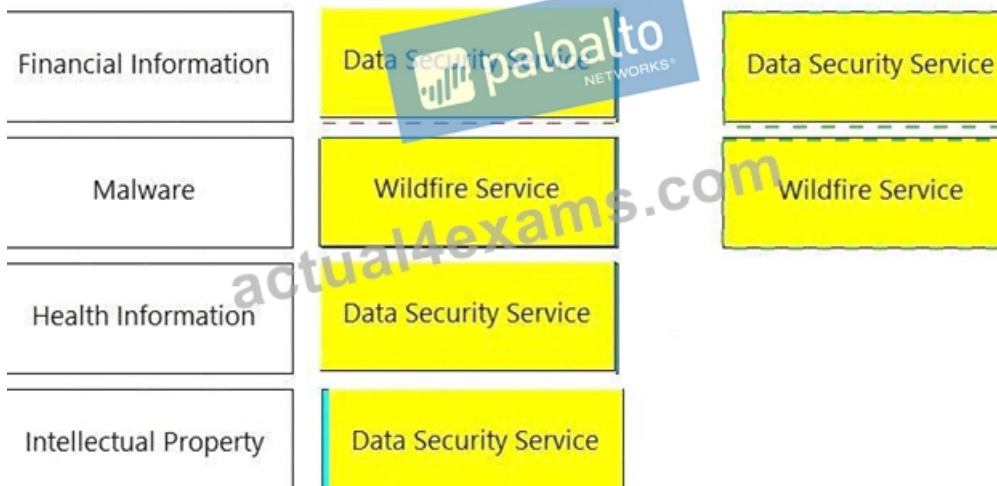 Financial Information
Data Security Service
Data Security Service
paloalto
NETWORKS
Malware
Wildfire Service
Wildfire Service
actual4exams.com
Health Information
Data Security Service
Intellectual Property
Data Security Service